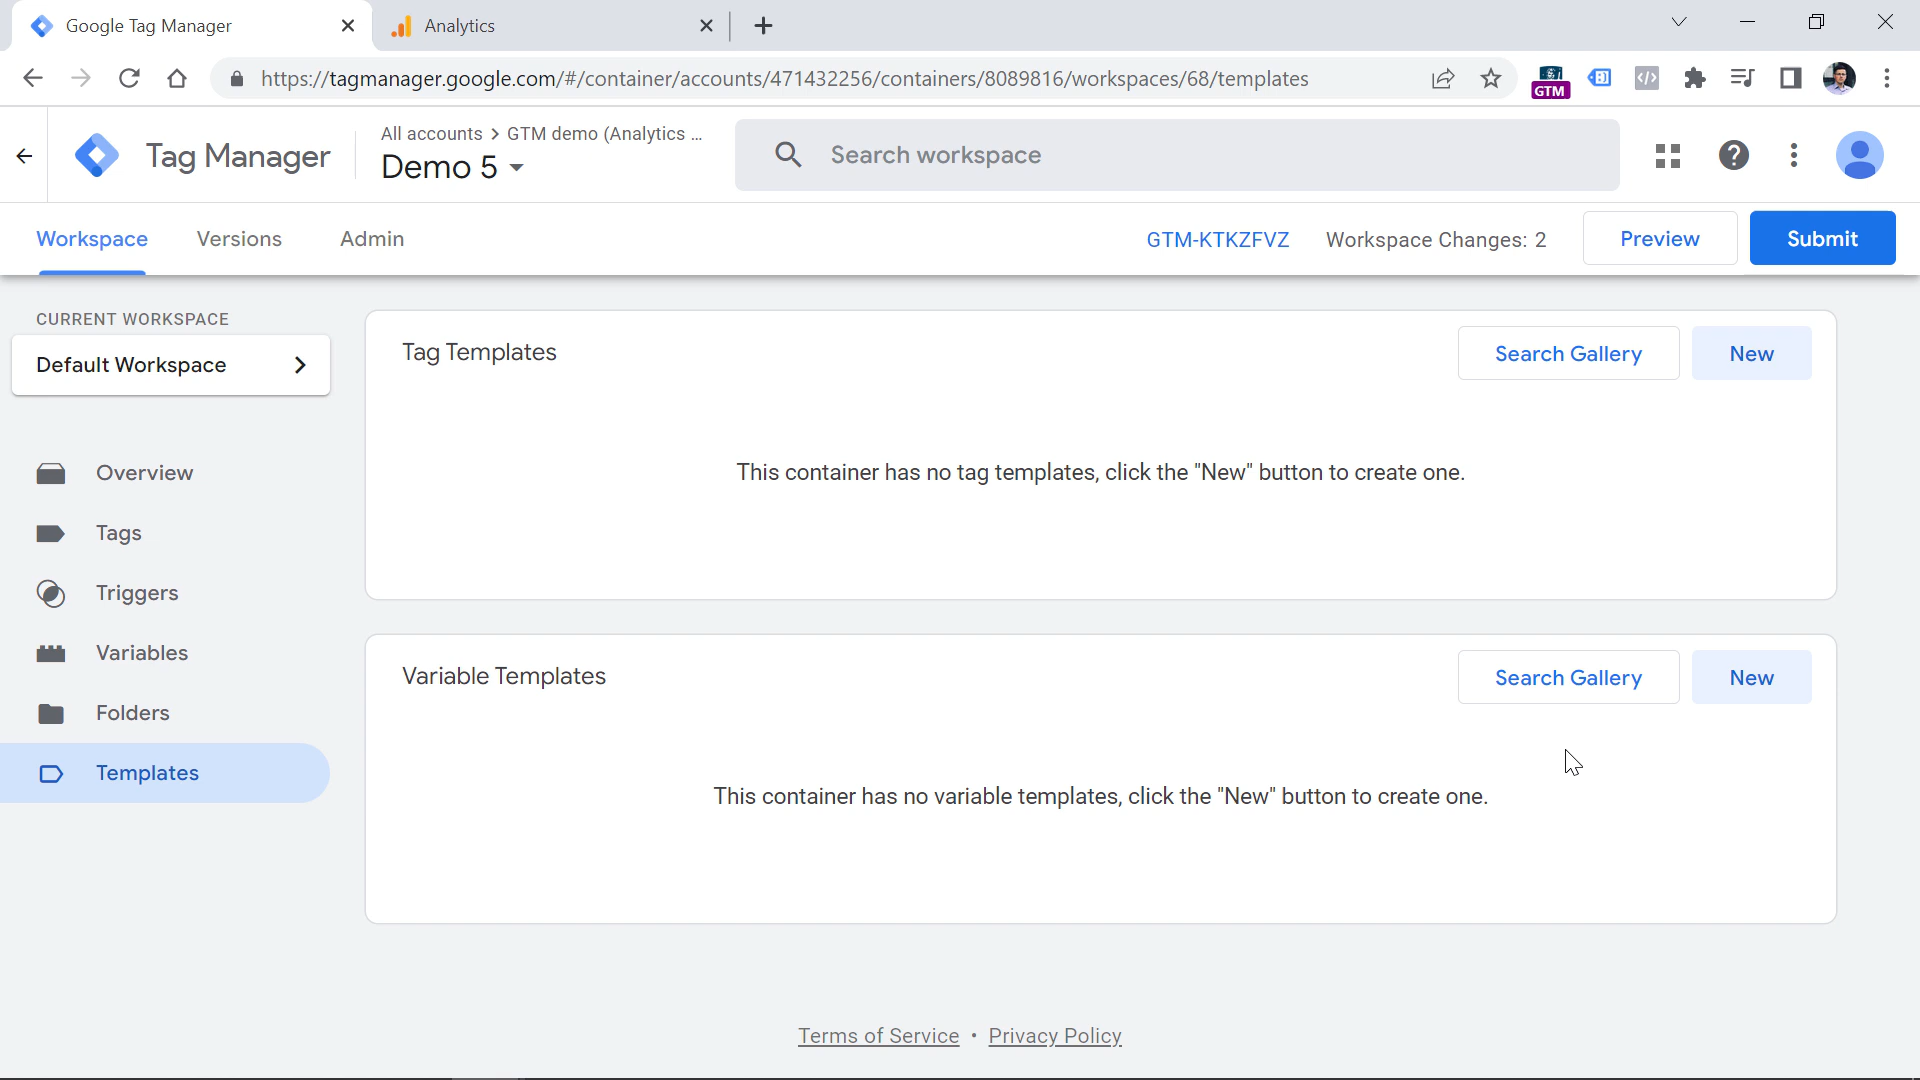 Google Tag Manager
Analytics
https://tagmanager.google.com/#/container/accounts/471432256/containers/8089816/workspaces/68/templates
GTM
Tag Manager
All accounts > GTM demo (Analytics ...
Demo 5
Search workspace
Workspace
Versions
Admin
GTM-KTKZFVZ
Workspace Changes: 2
Preview
Submit
CURRENT WORKSPACE
Default Workspace
Overview
Tags
Triggers
Variables
Folders
Templates
Tag Templates
Search Gallery
New
This container has no tag templates, click the "New" button to create one.
Variable Templates
Search Gallery
New
This container has no variable templates, click the "New" button to create one.
Terms of Service • Privacy Policy